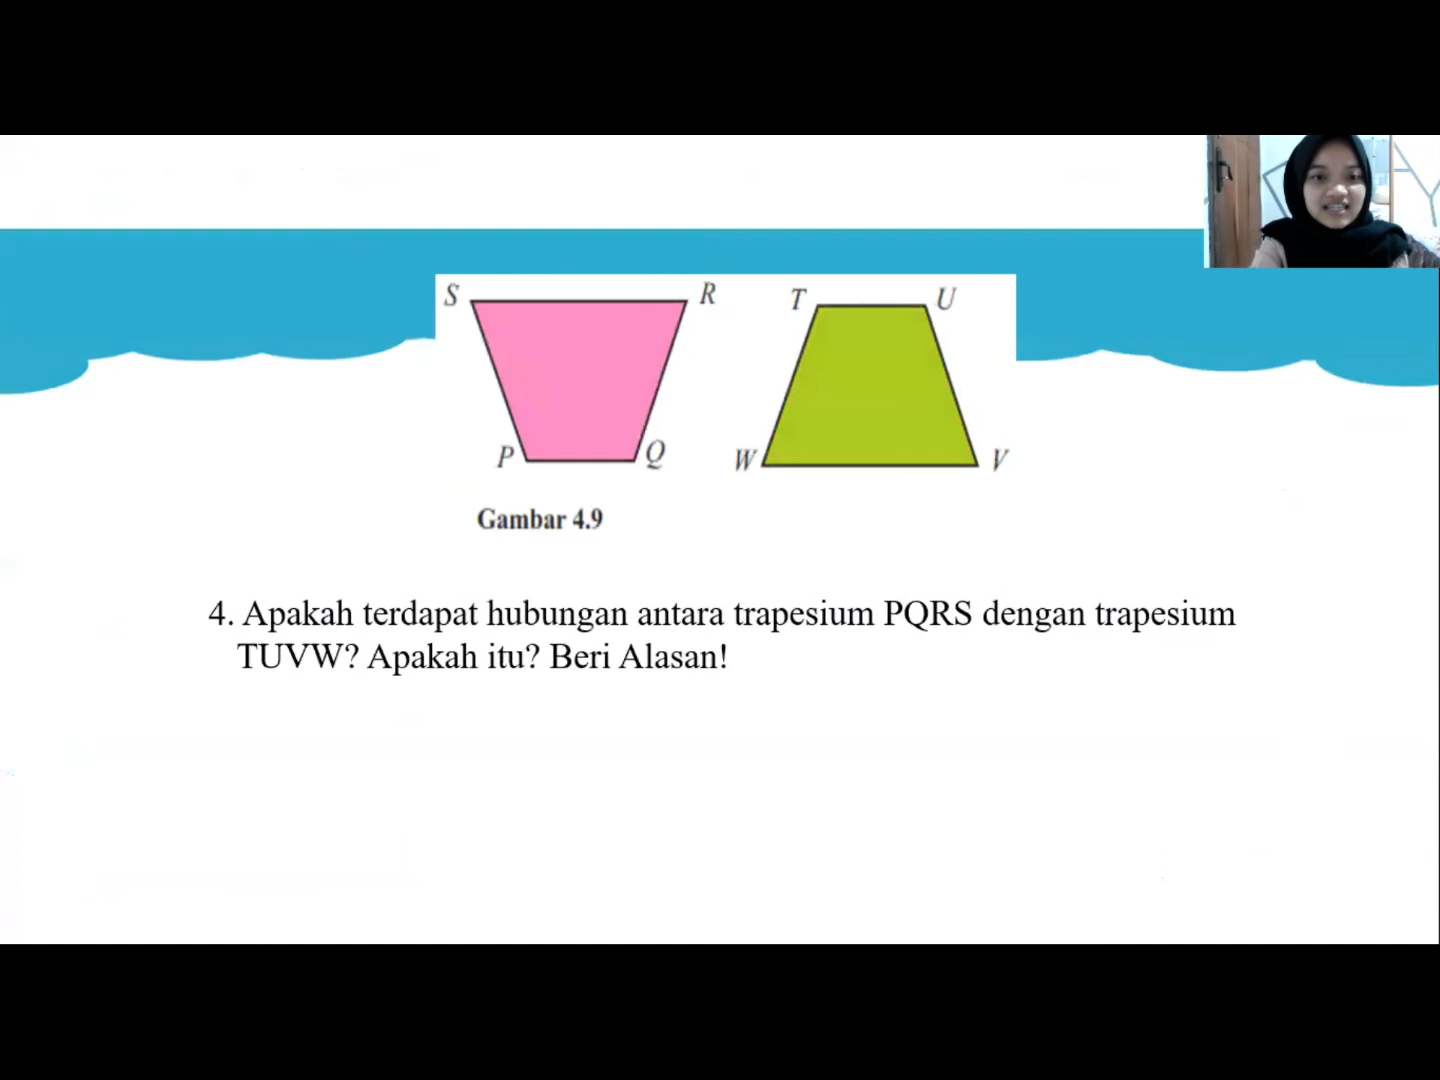 S R T U
P Q W V
Gambar 4.9
4. Apakah terdapat hubungan antara trapesium PQRS dengan trapesium
TUVW? Apakah itu? Beri Alasan!